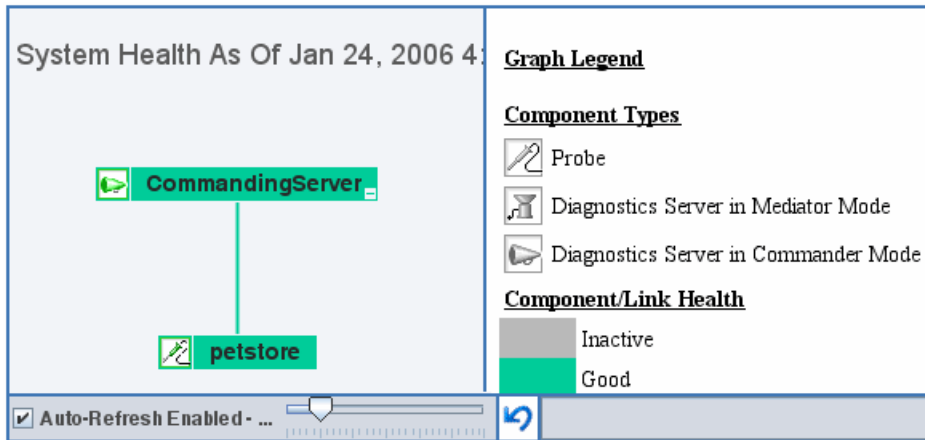 System Health As Of Jan 24, 2006 4:
CommandingServer
petstore
Auto-Refresh Enabled - ...
Graph Legend
Component Types
Probe
Diagnostics Server in Mediator Mode
Diagnostics Server in Commander Mode
Component/Link Health
Inactive
Good